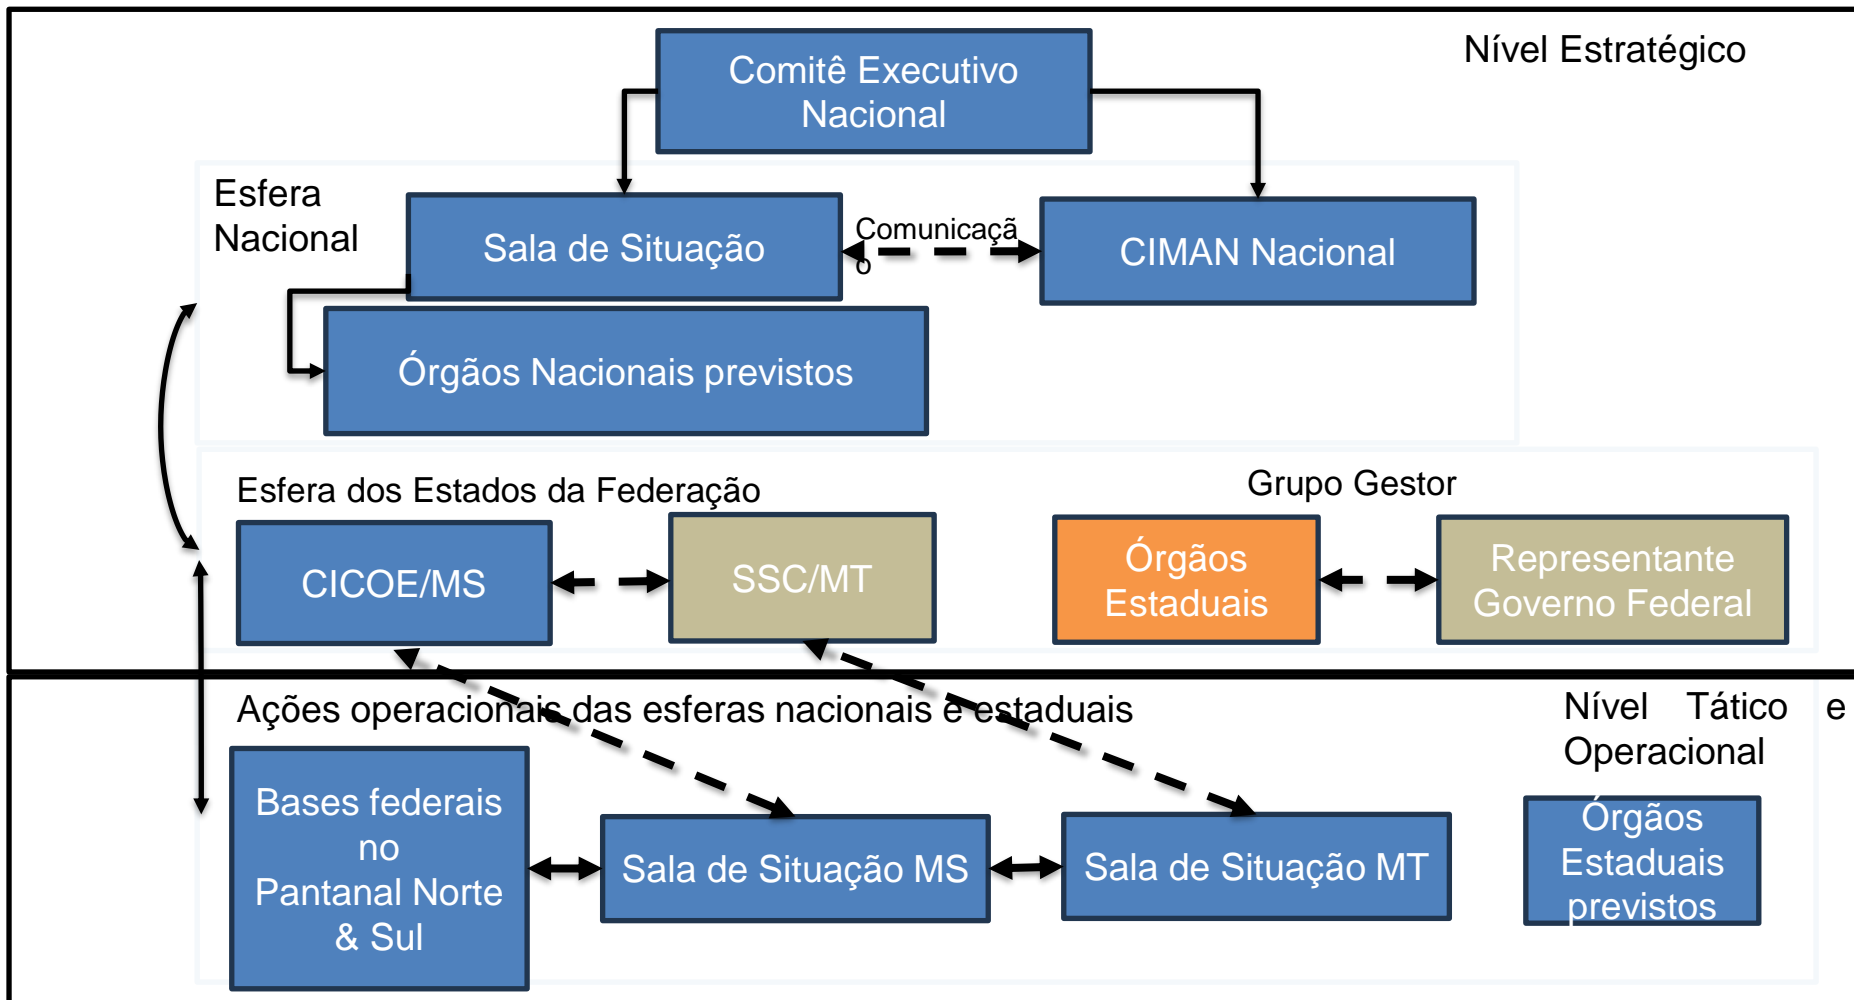 Nível Estratégico
Comitê Executivo
Nacional
Esfera
Nacional
Sala de Situação
Comunicaçã
o
CIMAN Nacional
Órgãos Nacionais previstos
Esfera dos Estados da Federação
Grupo Gestor
CICOE/MS
SSC/MT
Órgãos
Estaduais
Representante
Governo Federal
Ações operacionais das esferas nacionais e estaduais
Nível Tático e
Operacional
Bases federais
no
Pantanal Norte
& Sul
Sala de Situação MS
Sala de Situação MT
Órgãos
Estaduais
previstos